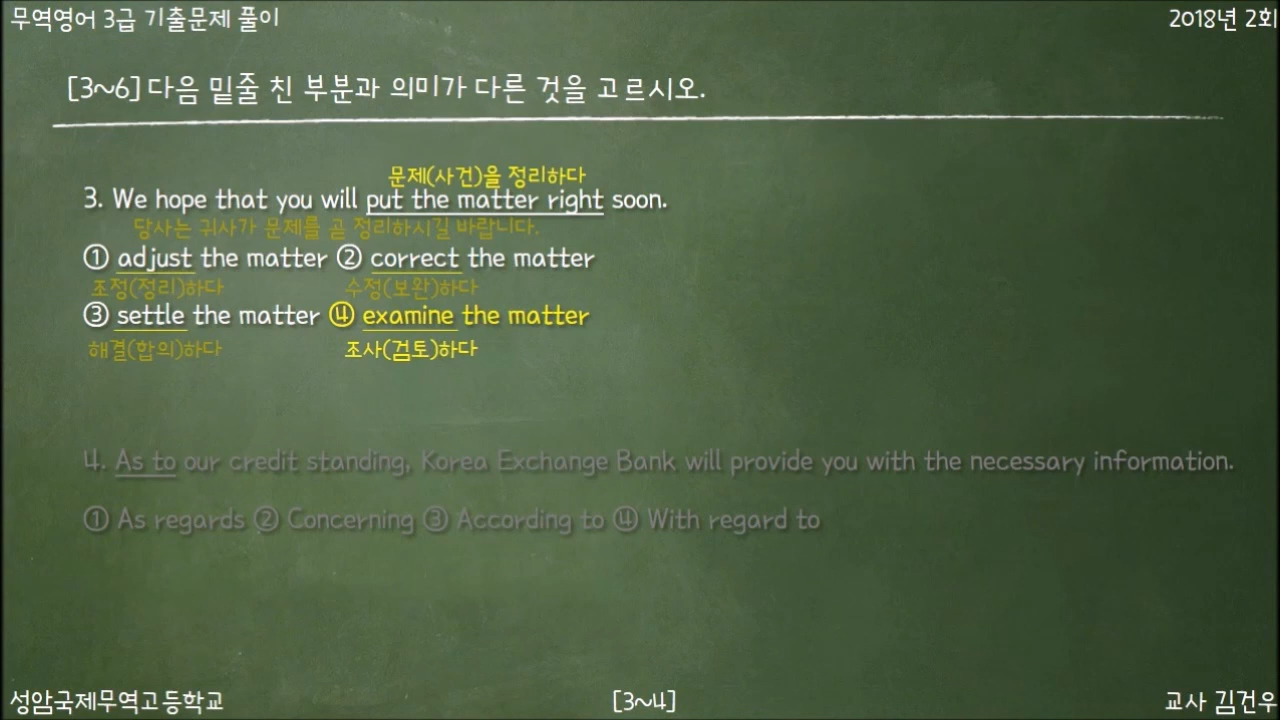 무역영어 3급 기출문제 풀이
2018년 2회
[3~6] 다음 밑줄 친 부분과 의미가 다른 것을 고르시오.
문제(사건)을 정리하다
3. We hope that you will put the matter right soon.
당사는 귀사가 문제를 곧 정리하시길 바랍니다.
① adjust the matter ② correct the matter
조정(정리)하다 수정(보완)하다
③ settle the matter ④ examine the matter
해결(합의)하다 조사(검토)하다
4. As to our credit standing, Korea Exchange Bank will provide you with the necessary information.
① As regards ② Concerning ③ According to ④ With regard to
성암국제무역고등학교
[3~4]
교사 김건우